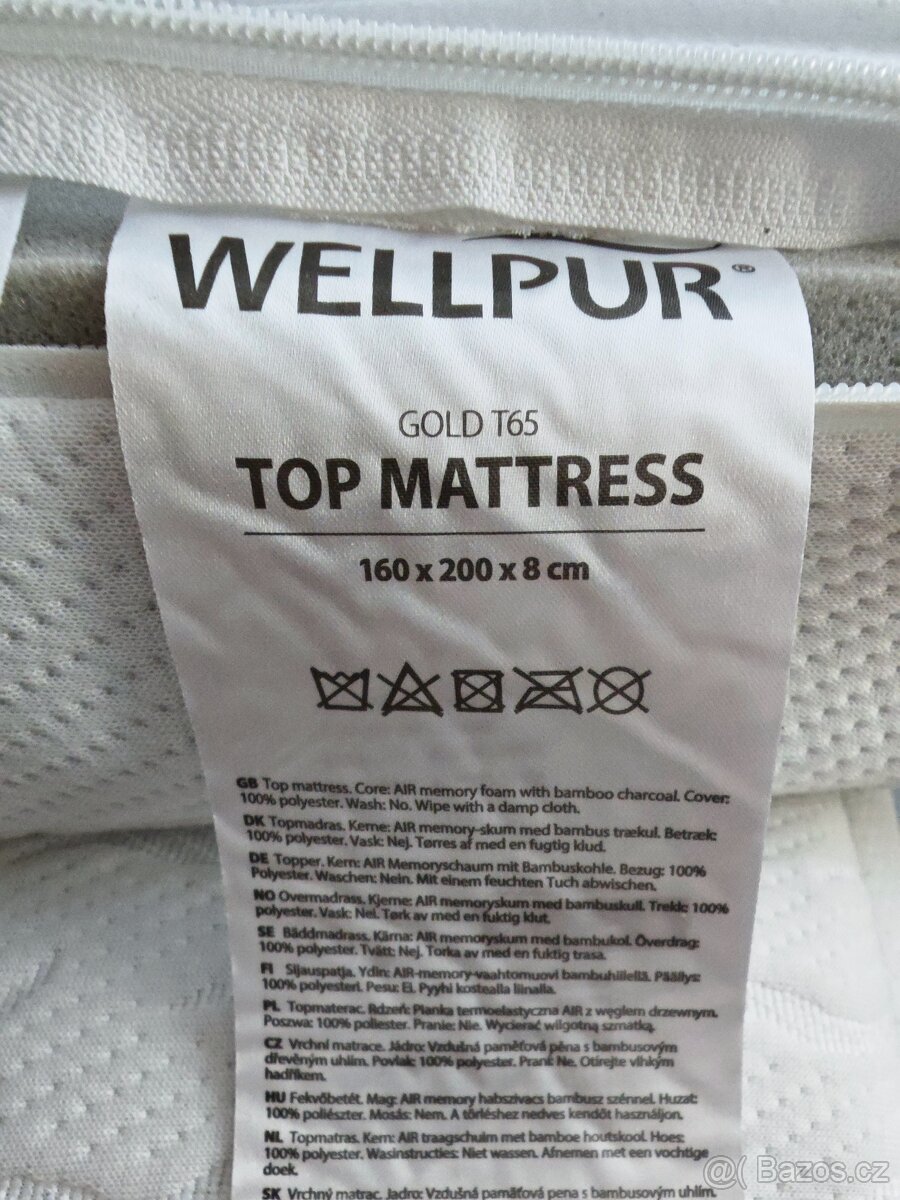 WELLPUR®
GOLD T65
TOP MATTRESS
160 x 200 x 8 cm
GB Top mattress. Core: AIR memory foam with bamboo charcoal. Cover:
100% polyester. Wash: No. Wipe with a damp cloth.
DK Topmadras. Kerne: AIR memory-skum med bambus trækul. Betræk:
100% polyester. Vask: Nej. Tørres af med en fugtig klud.
DE Topper. Kern: AIR Memoryschaum mit Bambuskohle. Bezug: 100%
Polyester. Waschen: Nein. Mit einem feuchten Tuch abwischen.
NO Overmadrass. Kjerne: AIR memoryskum med bambuskull. Trekk: 100%
polyester. Vask: Nei. Tørk av med en fuktig klut.
SE Bäddmadrass. Kärna: AIR memoryskum med bambukol. Överdrag:
100% polyester. Tvätt: Nej. Torka av med en fuktig trasa.
FI Sijauspatja. Ydin: AIR-memory-vaahtomuovi bambuhiilellä. Päällys:
100% polyesteri. Pesu: Ei. Pyyhi kostealla liinalla.
PL Topmaterac. Rdzeń: Pianka termoelastyczna AIR z węglem drzewnym.
Poszwa: 100% poliester. Pranie: Nie. Wycierać wilgotną szmatką.
CZ Vrchní matrace. Jádro: Vzdušná paměťová pěna s bambusovým
dřevěným uhlím. Povlak: 100% polyester. Praní: Ne. Otírejte vlhkým
hadříkem.
HU Fekvőbetét. Mag: AIR memory habszivacs bambusz szénnel. Huzat:
100% poliészter. Mosás: Nem. A törléshez nedves kendőt használjon.
NL Topmatras. Kern: AIR traagschuim met bamboe houtskool. Hoes:
100% polyester. Wasinstructies: Niet wassen. Afnemen met een vochtige
doek.
SK Vrchný matrac. Jadro: Vzdušná pamäťová pena s bambusovým uhlím
Bazos.cz